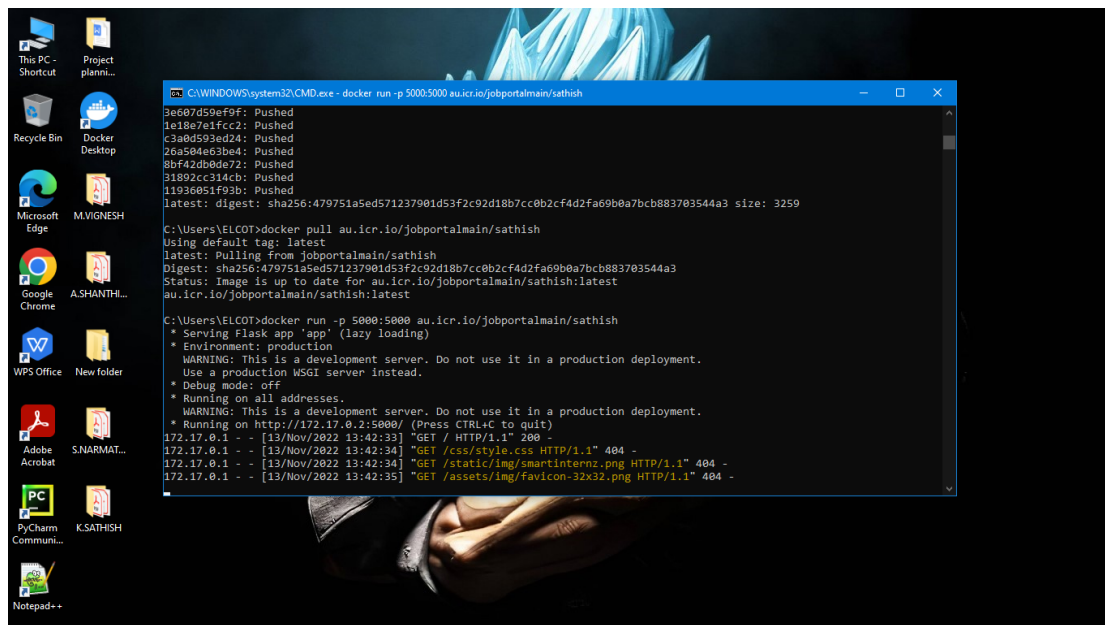 This PC -
Shortcut
Project
planni...
Recycle Bin
Docker
Desktop
Microsoft
Edge
M.VIGNESH
Google
Chrome
A.SHANTHI...
WPS Office
New folder
Adobe
Acrobat
S.NARMAT...
PC
PyCharm
Communi...
K.SATHISH
Notepad++
C:\WINDOWS\system32\CMD.exe - docker run -p 5000:5000 au.icr.io/jobportalmain/sathish
3e607d59ef9f: Pushed
1e18e7e1fcc2: Pushed
c3a0d593ed24: Pushed
26a504e63be4: Pushed
8bf42db0de72: Pushed
31892cc314cb: Pushed
11936051f93b: Pushed
latest: digest: sha256:479751a5ed571237901d53f2c92d18b7cc0b2cf4d2fa69b0a7bcb883703544a3 size: 3259
C:\Users\ELCOT>docker pull au.icr.io/jobportalmain/sathish
Using default tag: latest
latest: Pulling from jobportalmain/sathish
Digest: sha256:479751a5ed571237901d53f2c92d18b7cc0b2cf4d2fa69b0a7bcb883703544a3
Status: Image is up to date for au.icr.io/jobportalmain/sathish:latest
au.icr.io/jobportalmain/sathish:latest
C:\Users\ELCOT>docker run -p 5000:5000 au.icr.io/jobportalmain/sathish
* Serving Flask app 'app' (lazy loading)
* Environment: production
WARNING: This is a development server. Do not use it in a production deployment.
Use a production WSGI server instead.
* Debug mode: off
* Running on all addresses.
WARNING: This is a development server. Do not use it in a production deployment.
* Running on http://172.17.0.2:5000/ (Press CTRL+C to quit)
172.17.0.1 - - [13/Nov/2022 13:42:33] "GET / HTTP/1.1" 200 -
172.17.0.1 - - [13/Nov/2022 13:42:34] "GET /css/style.css HTTP/1.1" 404 -
172.17.0.1 - - [13/Nov/2022 13:42:34] "GET /static/img/smartinternz.png HTTP/1.1" 404 -
172.17.0.1 - - [13/Nov/2022 13:42:35] "GET /assets/img/favicon-32x32.png HTTP/1.1" 404 -